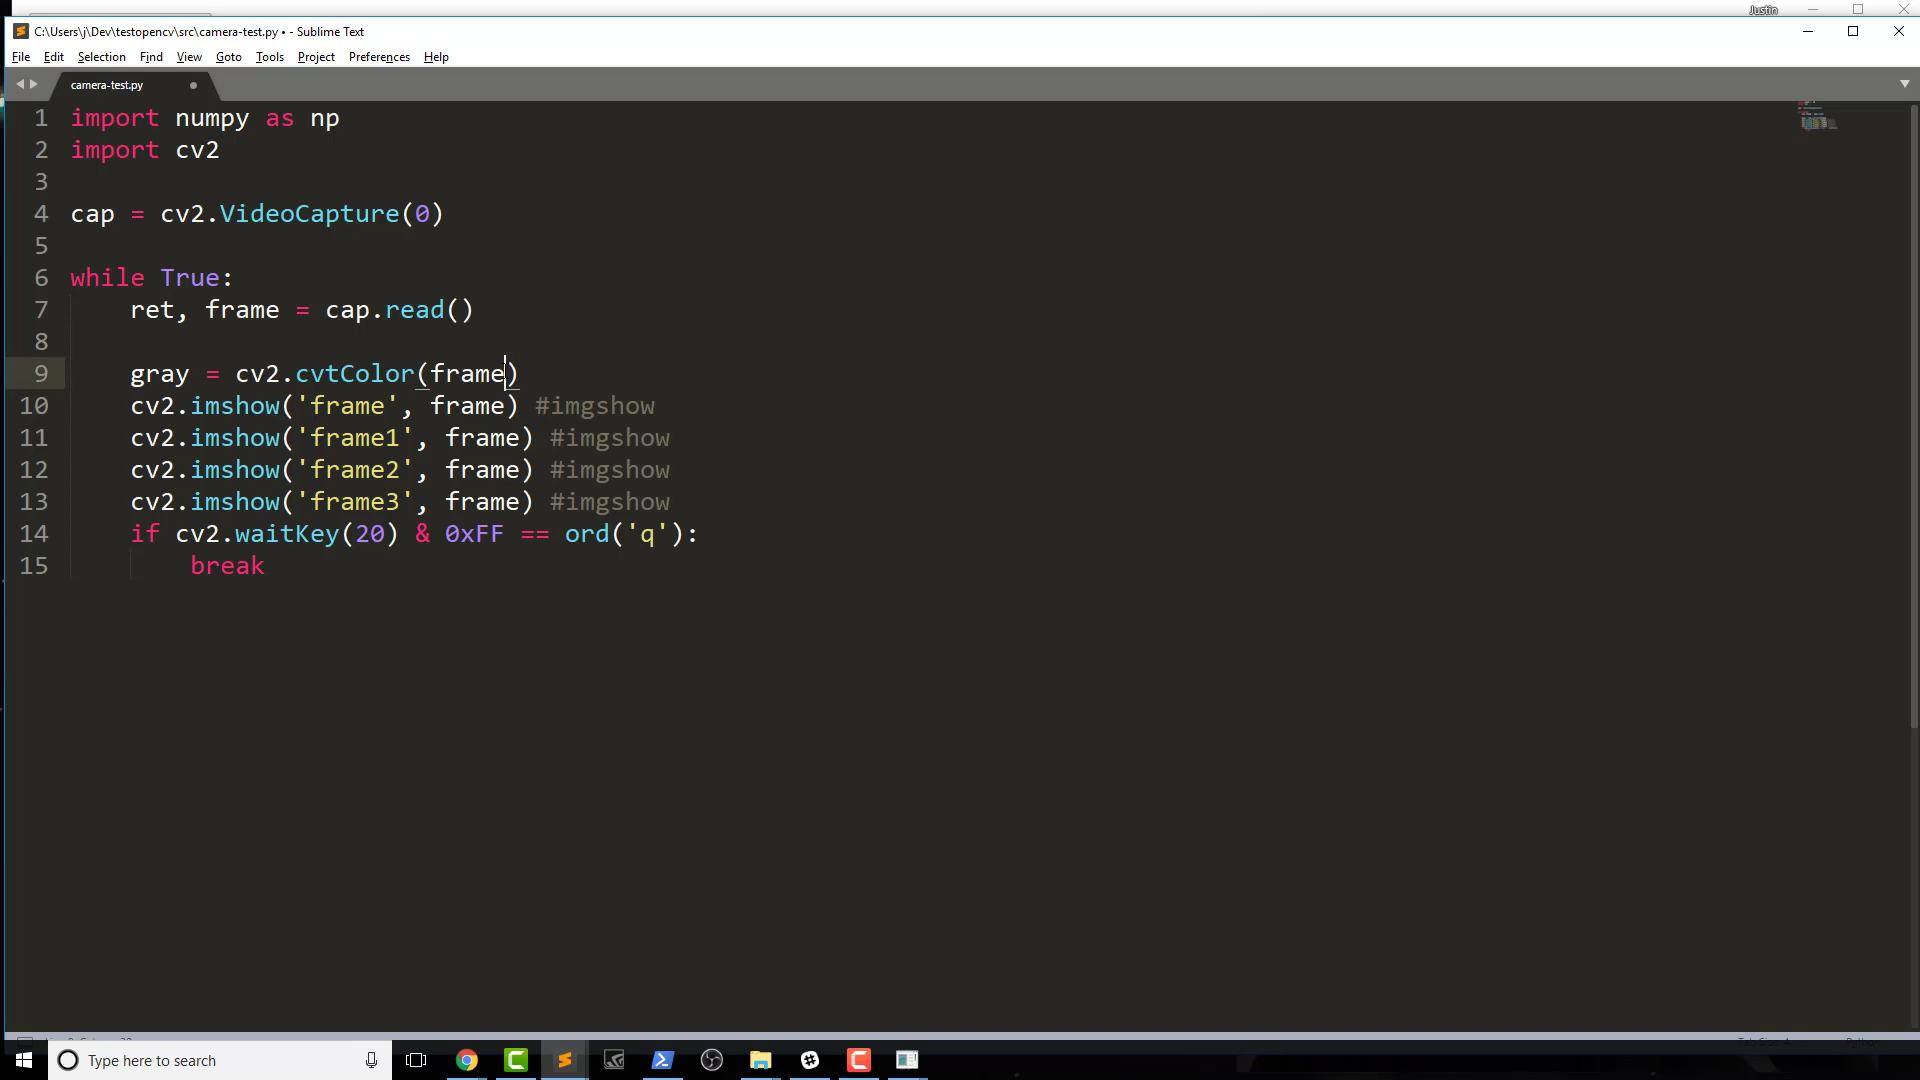 Justin
C:\Users\j\Dev\testopencv\src\camera-test.py • - Sublime Text
File Edit Selection Find View Goto Tools Project Preferences Help
camera-test.py
1 import numpy as np
2 import cv2
3
4 cap = cv2.VideoCapture(0)
5
6 while True:
7 ret, frame = cap.read()
8
9 gray = cv2.cvtColor(frame)
10 cv2.imshow('frame', frame) #imgshow
11 cv2.imshow('frame1', frame) #imgshow
12 cv2.imshow('frame2', frame) #imgshow
13 cv2.imshow('frame3', frame) #imgshow
14 if cv2.waitKey(20) & 0xFF == ord('q'):
15 break
Type here to search